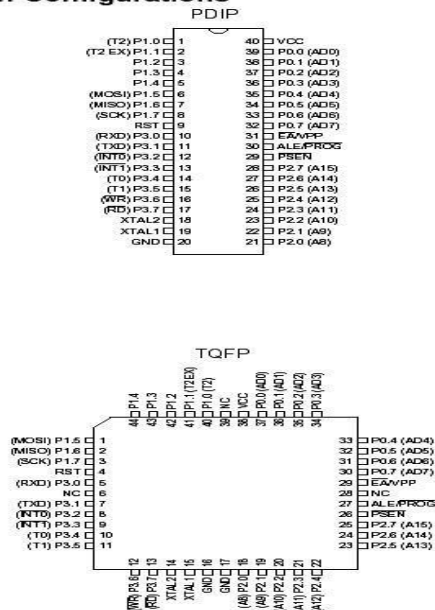 PDIP
(T2) P1.0 1 40 VCC
(T2 EX) P1.1 2 39 P0.0 (AD0)
P1.2 3 38 P0.1 (AD1)
P1.3 4 37 P0.2 (AD2)
P1.4 5 36 P0.3 (AD3)
(MOSI) P1.5 6 35 P0.4 (AD4)
(MISO) P1.6 7 34 P0.5 (AD5)
(SCK) P1.7 8 33 P0.6 (AD6)
RST 9 32 P0.7 (AD7)
(RXD) P3.0 10 31 EA/VPP
(TXD) P3.1 11 30 ALE/PROG
(INT0) P3.2 12 29 PSEN
(INT1) P3.3 13 28 P2.7 (A15)
(T0) P3.4 14 27 P2.6 (A14)
(T1) P3.5 15 26 P2.5 (A13)
(WR) P3.6 16 25 P2.4 (A12)
(RD) P3.7 17 24 P2.3 (A11)
XTAL2 18 23 P2.2 (A10)
XTAL1 19 22 P2.1 (A9)
GND 20 21 P2.0 (A8)
TQFP
44 P1.4
43 P1.3
42 P1.2
41 P1.1 (T2 EX)
40 P1.0 (T2)
39 NC
38 VCC
37 P0.0 (AD0)
36 P0.1 (AD1)
35 P0.2 (AD2)
34 P0.3 (AD3)
(MOSI) P1.5 1 33 P0.4 (AD4)
(MISO) P1.6 2 32 P0.5 (AD5)
(SCK) P1.7 3 31 P0.6 (AD6)
RST 4 30 P0.7 (AD7)
(RXD) P3.0 5 29 EA/VPP
NC 6 28 NC
(TXD) P3.1 7 27 ALE/PROG
(INT0) P3.2 8 26 PSEN
(INT1) P3.3 9 25 P2.7 (A15)
(T0) P3.4 10 24 P2.6 (A14)
(T1) P3.5 11 23 P2.5 (A13)
(WR) P3.6 12
(RD) P3.7 13
XTAL2 14
XTAL1 15
GND 16
GND 17
(A8) P2.0 18
(A9) P2.1 19
(A10) P2.2 20
(A11) P2.3 21
(A12) P2.4 22